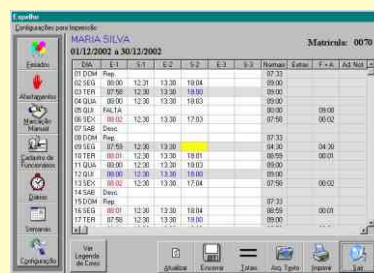 Espelho
Configurações para Impressão
MARIA SILVA
01/12/2002 a 30/12/2002
Matrícula: 0070
DIA E-1 S-1 E-2 S-2 E-3 S-3 Normais Extras F + A Ad.Not
01 DOM Rep. 07:33
02 SEG 08:00 12:31 13:30 18:04 09:00
03 TER 07:58 12:30 13:30 18:00 09:00
04 QUA 08:00 12:30 13:30 18:03 09:00
05 QUI FALTA 00:00 09:00
06 SEX 08:02 12:30 13:30 17:03 07:58 00:02
07 SAB Desc.
08 DOM Rep. 07:33
09 SEG 07:59 12:30 13:30 04:30 04:30
10 TER 08:01 12:30 13:30 18:01 08:59 00:01
11 QUA 08:00 12:30 13:30 18:03 09:00
12 QUI 08:00 12:30 13:30 18:00 09:00
13 SEX 08:02 12:30 13:30 17:04 07:58 00:02
14 SAB Desc.
15 DOM Rep. 07:33
16 SEG 08:01 12:30 13:30 18:04 08:59 00:01
17 TER 07:58 12:30 13:30 18:00 09:00
Feriados
Afastamentos
Marcação Manual
Cadastro de Funcionários
Diários
Semanais
Configuração
Ver Legenda de Cores
Atualizar
Encerrar
Totais
Arq. Texto
Imprimir
Sair